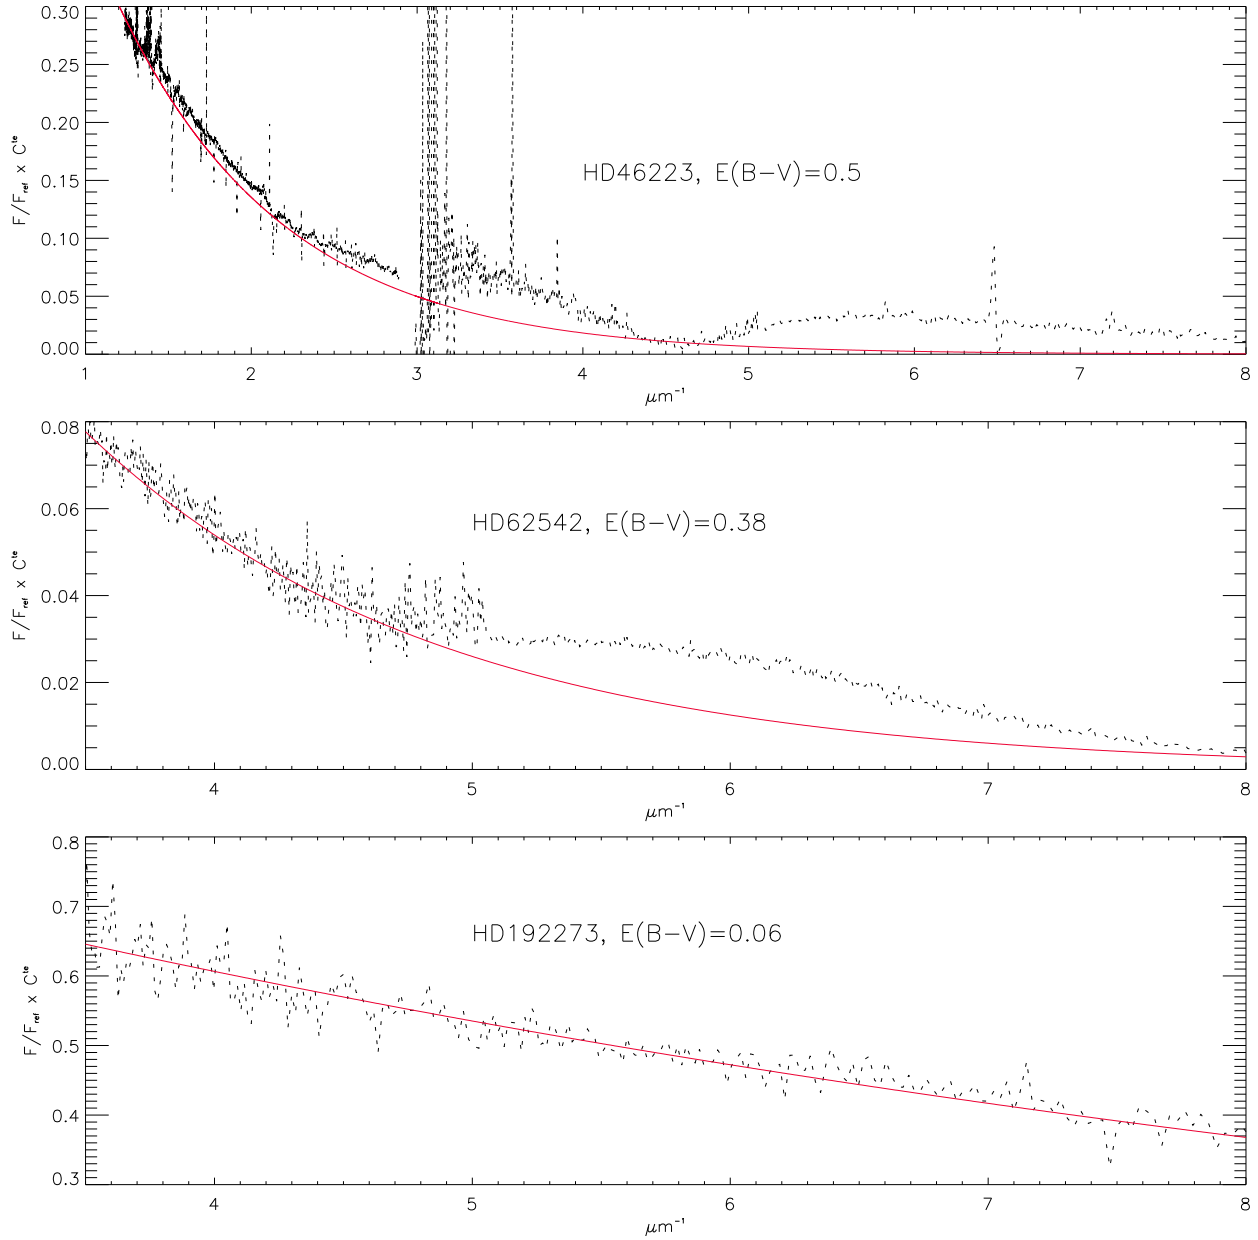 0.30
0.25
0.20
0.15
0.10
0.05
0.00
F/F_ref x C^te
HD46223, E(B−V)=0.5
1 2 3 4 5 6 7 8
μm⁻¹
0.08
0.06
0.04
0.02
0.00
F/F_ref x C^te
HD62542, E(B−V)=0.38
4 5 6 7 8
μm⁻¹
0.8
0.7
0.6
0.5
0.4
0.3
F/F_ref x C^te
HD192273, E(B−V)=0.06
4 5 6 7 8
μm⁻¹